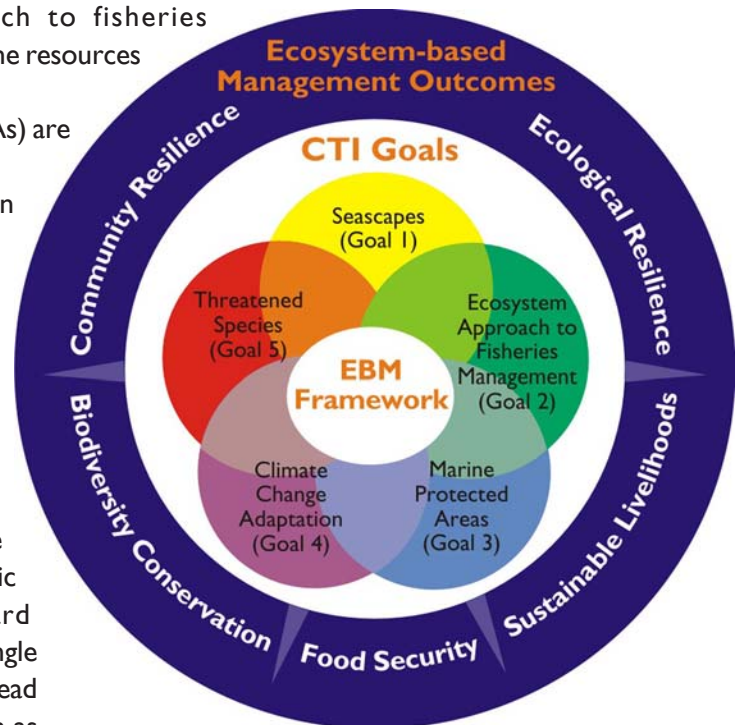 ch to fisheries
ne resources
As) are
n
e
ic
ard
ngle
ead
Ecosystem-based
Management Outcomes
Community Resilience
Ecological Resilience
Biodiversity Conservation
Food Security
Sustainable Livelihoods
CTI Goals
Seascapes
(Goal 1)
Threatened
Species
(Goal 5)
Ecosystem
Approach to
Fisheries
Management
(Goal 2)
EBM
Framework
Climate
Change
Adaptation
(Goal 4)
Marine
Protected
Areas
(Goal 3)